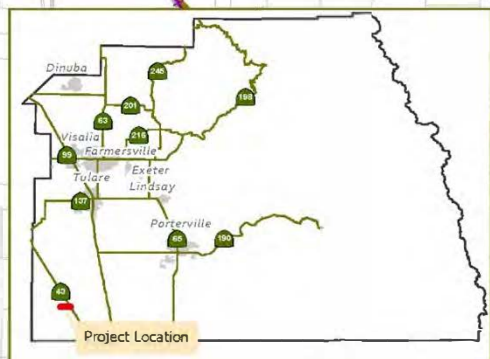 Dinuba
245
201
198
63
216
Visalia
Farmersville
99
Exeter
Tulare
Lindsay
137
Porterville
65
190
43
Project Location